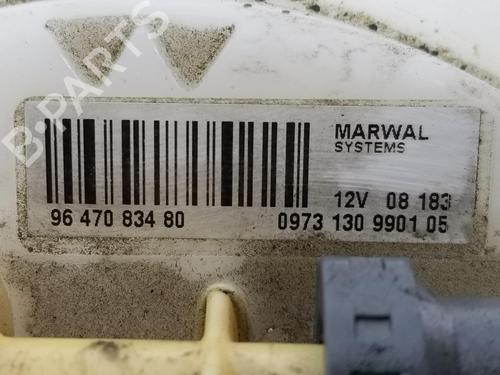 MARWAL
SYSTEMS
12V 08 183
96 470 834 80
0973 130 9901 05
B-PARTS